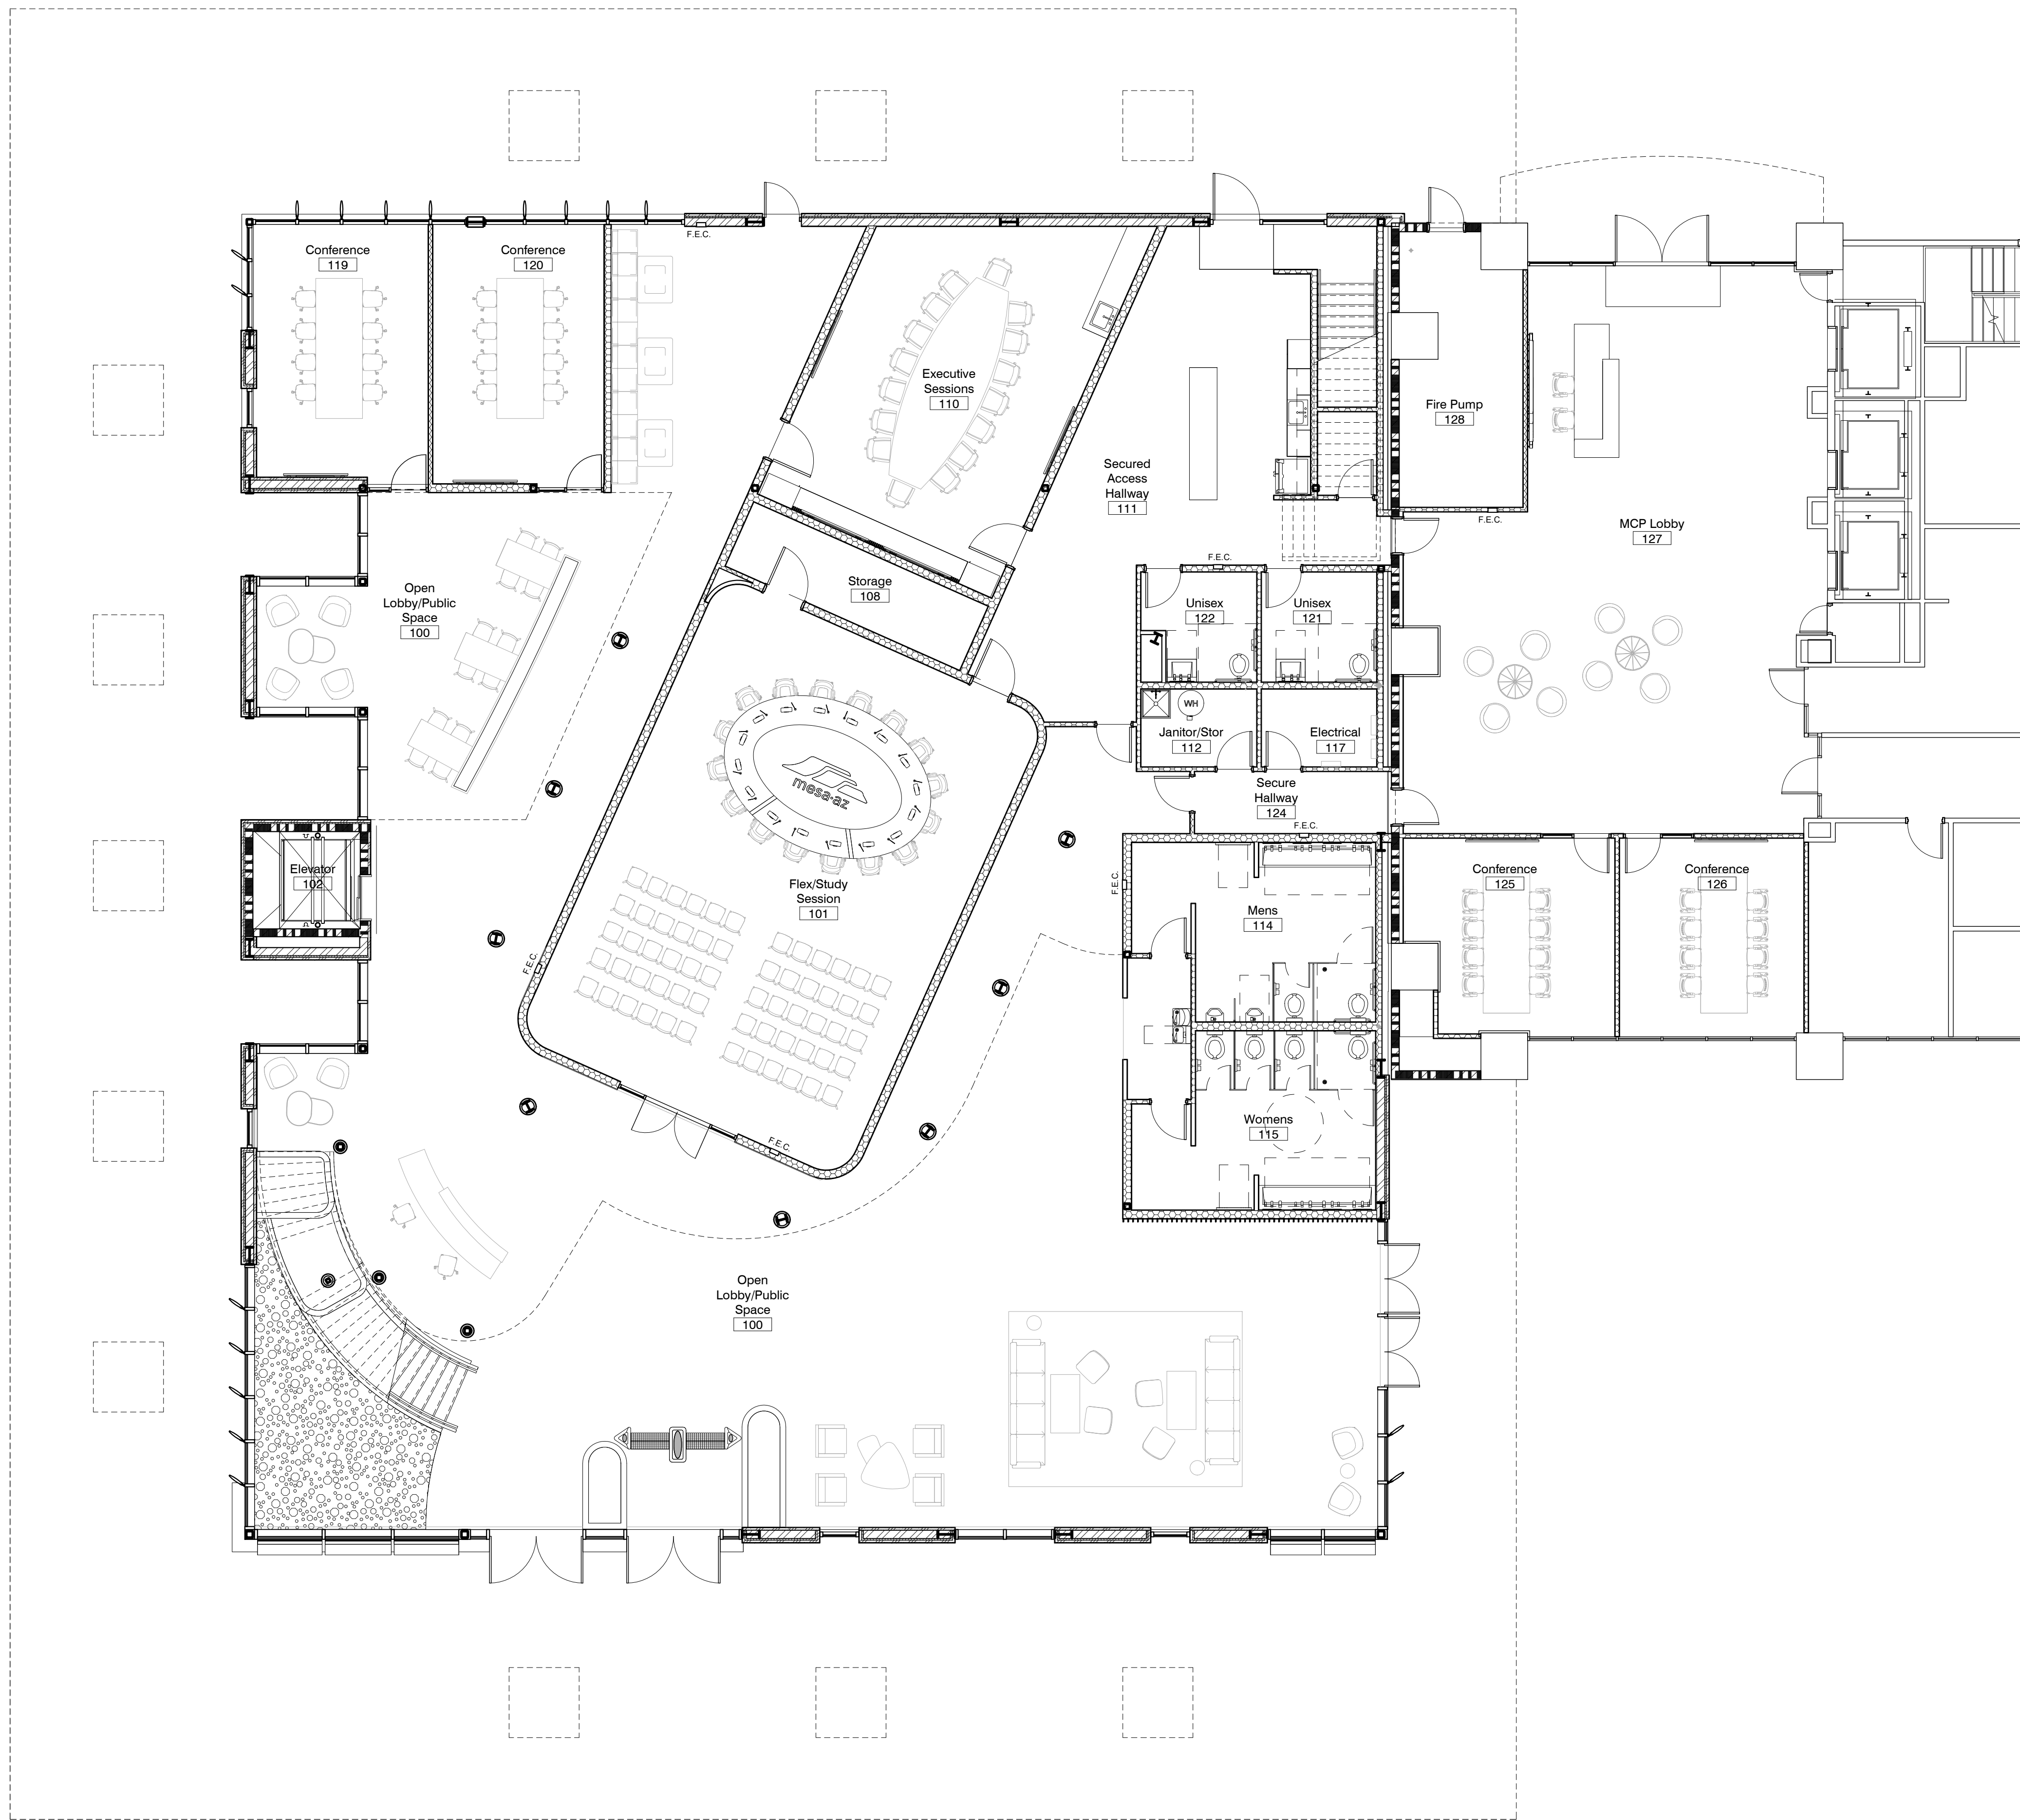 F.E.C.
Conference
119
Conference
120
Executive
Sessions
110
Fire Pump
128
Secured
Access
Hallway
111
F.E.C.
MCP Lobby
127
F.E.C.
Open
Lobby/Public
Space
100
Storage
108
Unisex
122
Unisex
121
WH
Janitor/Stor
112
Electrical
117
mesa·az
Secure
Hallway
124
F.E.C.
Elevator
102
Flex/Study
Session
101
F.E.C.
Conference
125
Conference
126
Mens
114
F.E.C.
Womens
115
F.E.C.
Open
Lobby/Public
Space
100